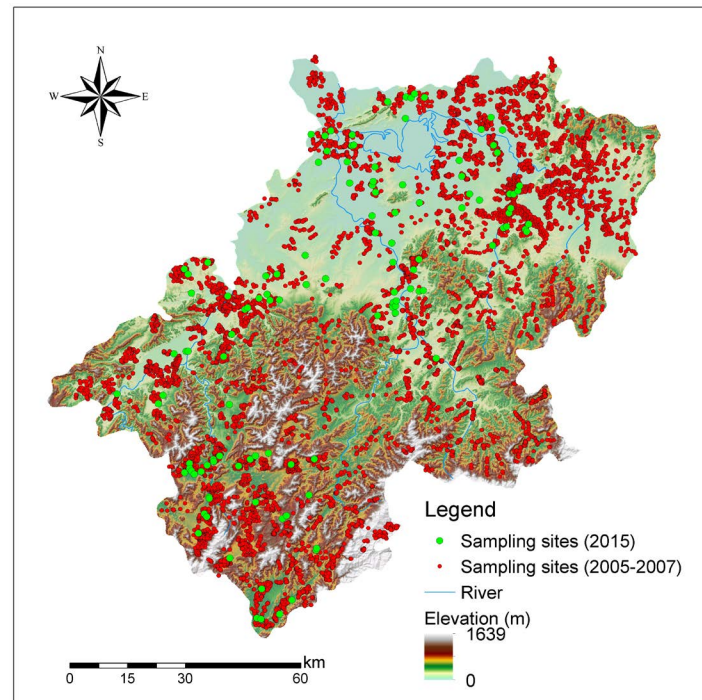 N
W E
S
Legend
Sampling sites (2015)
Sampling sites (2005-2007)
River
Elevation (m)
1639
0
km
0 15 30 60